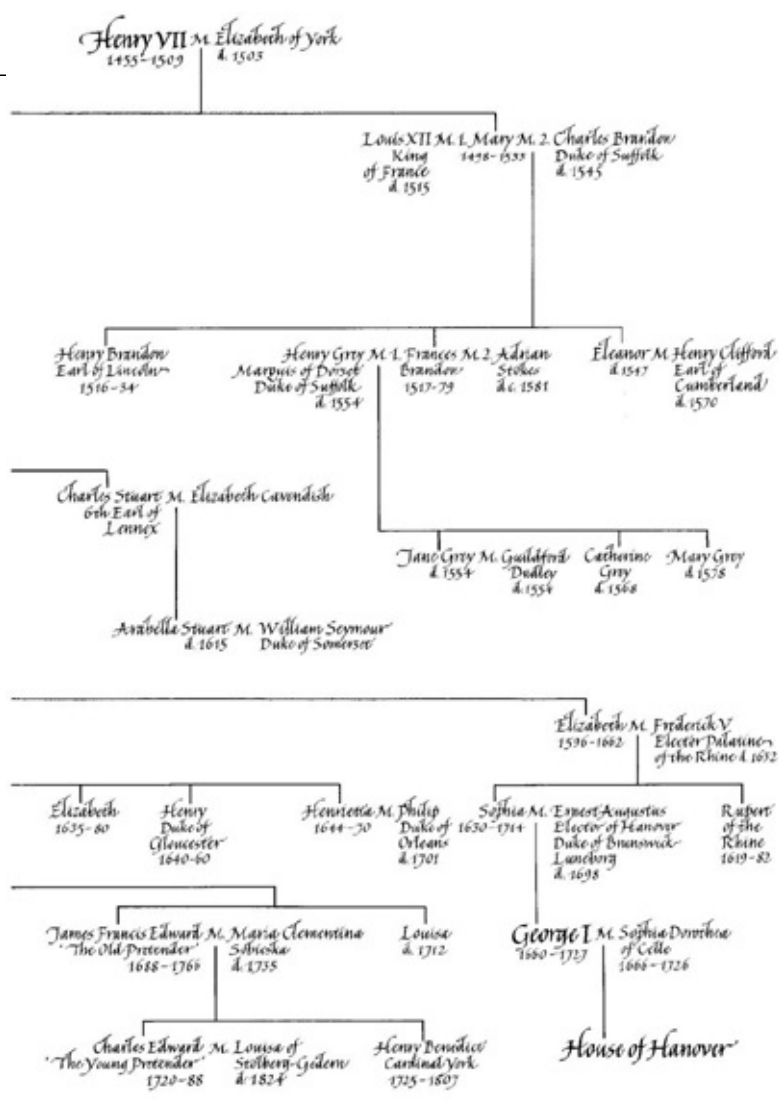 Henry VII M. Elizabeth of York
1455–1509 d. 1503
Louis XII M. 1. Mary M. 2. Charles Brandon
King 1498–1533 Duke of Suffolk
of France d. 1545
d. 1515
Henry Brandon
Earl of Lincoln
1516–34
Henry Grey M. 1. Frances M. 2. Adrian
Marquis of Dorset Brandon Stokes
Duke of Suffolk 1517–79 d.c. 1581
d. 1554
Eleanor M. Henry Clifford
d. 1547 Earl of
Cumberland
d. 1570
Charles Stuart M. Elizabeth Cavendish
6th Earl of
Lennox
Jane Grey M. Guildford
d. 1554 Dudley
d. 1554
Catherine
Grey
d. 1568
Mary Grey
d. 1578
Arabella Stuart M. William Seymour
d. 1615 Duke of Somerset
Elizabeth M. Frederick V
1596–1662 Elector Palatine
of the Rhine d. 1632
Elizabeth
1635–80
Henry
Duke of
Gloucester
1640–60
Henrietta M. Philip
1644–70 Duke of
Orleans
d. 1701
Sophia M. Ernest Augustus
1630–1714 Elector of Hanover
Duke of Brunswick
Luneborg
d. 1698
Rupert
of the
Rhine
1619–82
James Francis Edward M. Maria Clementina
'The Old Pretender' Sobieska
1688–1766 d. 1735
Louisa
d. 1712
George I M. Sophia Dorothea
1660–1727 of Celle
1666–1726
Charles Edward M. Louisa of
'The Young Pretender' Stolberg-Gedern
1720–88 d. 1824
Henry Benedict
Cardinal York
1725–1807
House of Hanover